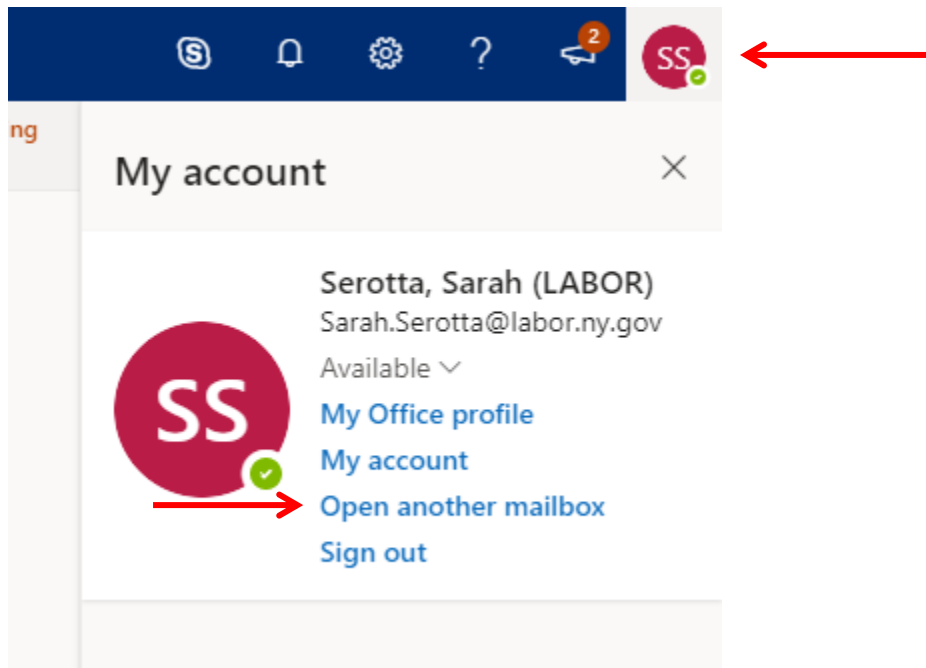 2
SS
ng
My account
Serotta, Sarah (LABOR)
Sarah.Serotta@labor.ny.gov
Available
SS
My Office profile
My account
Open another mailbox
Sign out